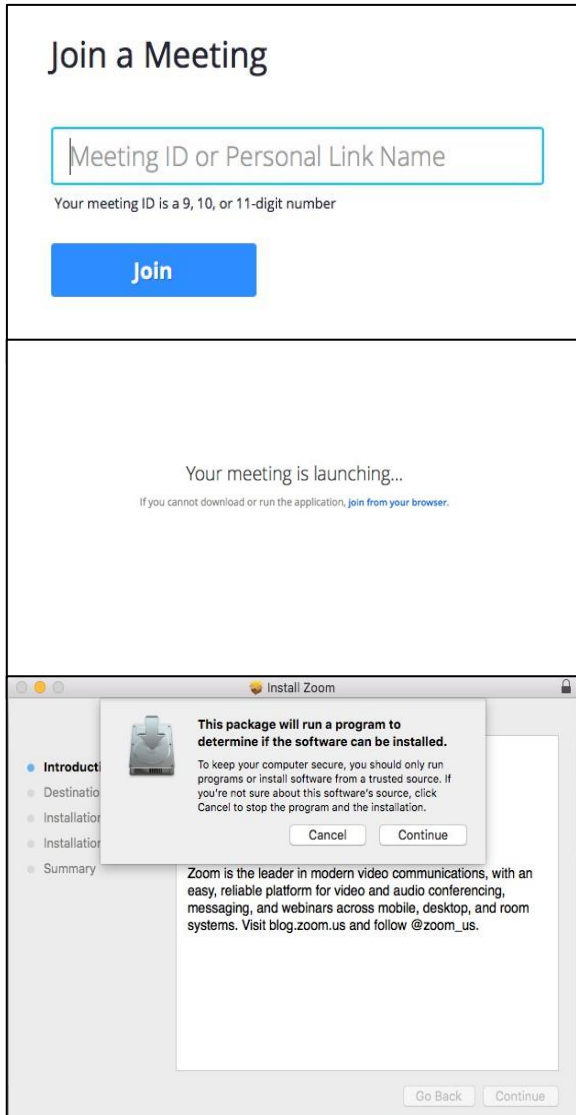 Join a Meeting
Meeting ID or Personal Link Name
Your meeting ID is a 9, 10, or 11-digit number
Join
Your meeting is launching...
If you cannot download or run the application, join from your browser.
Install Zoom
This package will run a program to
determine if the software can be installed.
To keep your computer secure, you should only run
programs or install software from a trusted source. If
you're not sure about this software's source, click
Cancel to stop the program and the installation.
Cancel Continue
Introducti
Destinatio
Installation
Installation
Summary
Zoom is the leader in modern video communications, with an
easy, reliable platform for video and audio conferencing,
messaging, and webinars across mobile, desktop, and room
systems. Visit blog.zoom.us and follow @zoom_us.
Go Back Continue